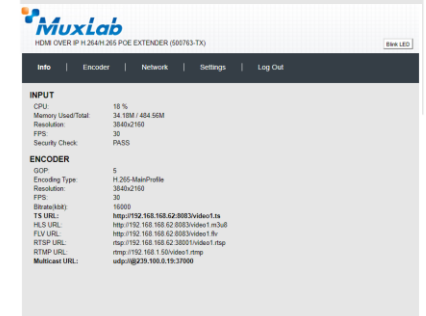 MuxLab
HDMI OVER IP H.264/H.265 POE EXTENDER (500763-TX)
Blink LED
Info | Encoder | Network | Settings | Log Out
INPUT
CPU: 18 %
Memory Used/Total: 34.18M / 484.56M
Resolution: 3840x2160
FPS: 30
Security Check: PASS
ENCODER
GOP: 5
Encoding Type: H.265-MainProfile
Resolution: 3840x2160
FPS: 30
Bitrate(kbit): 16000
TS URL: http://192.168.168.62:8083/video1.ts
HLS URL: http://192.168.168.62:8083/video1.m3u8
FLV URL: http://192.168.168.62:8083/video1.flv
RTSP URL: rtsp://192.168.168.62:38001/video1.rtsp
RTMP URL: rtmp://192.168.1.50/video1.rtmp
Multicast URL: udp://@239.100.0.19:37000